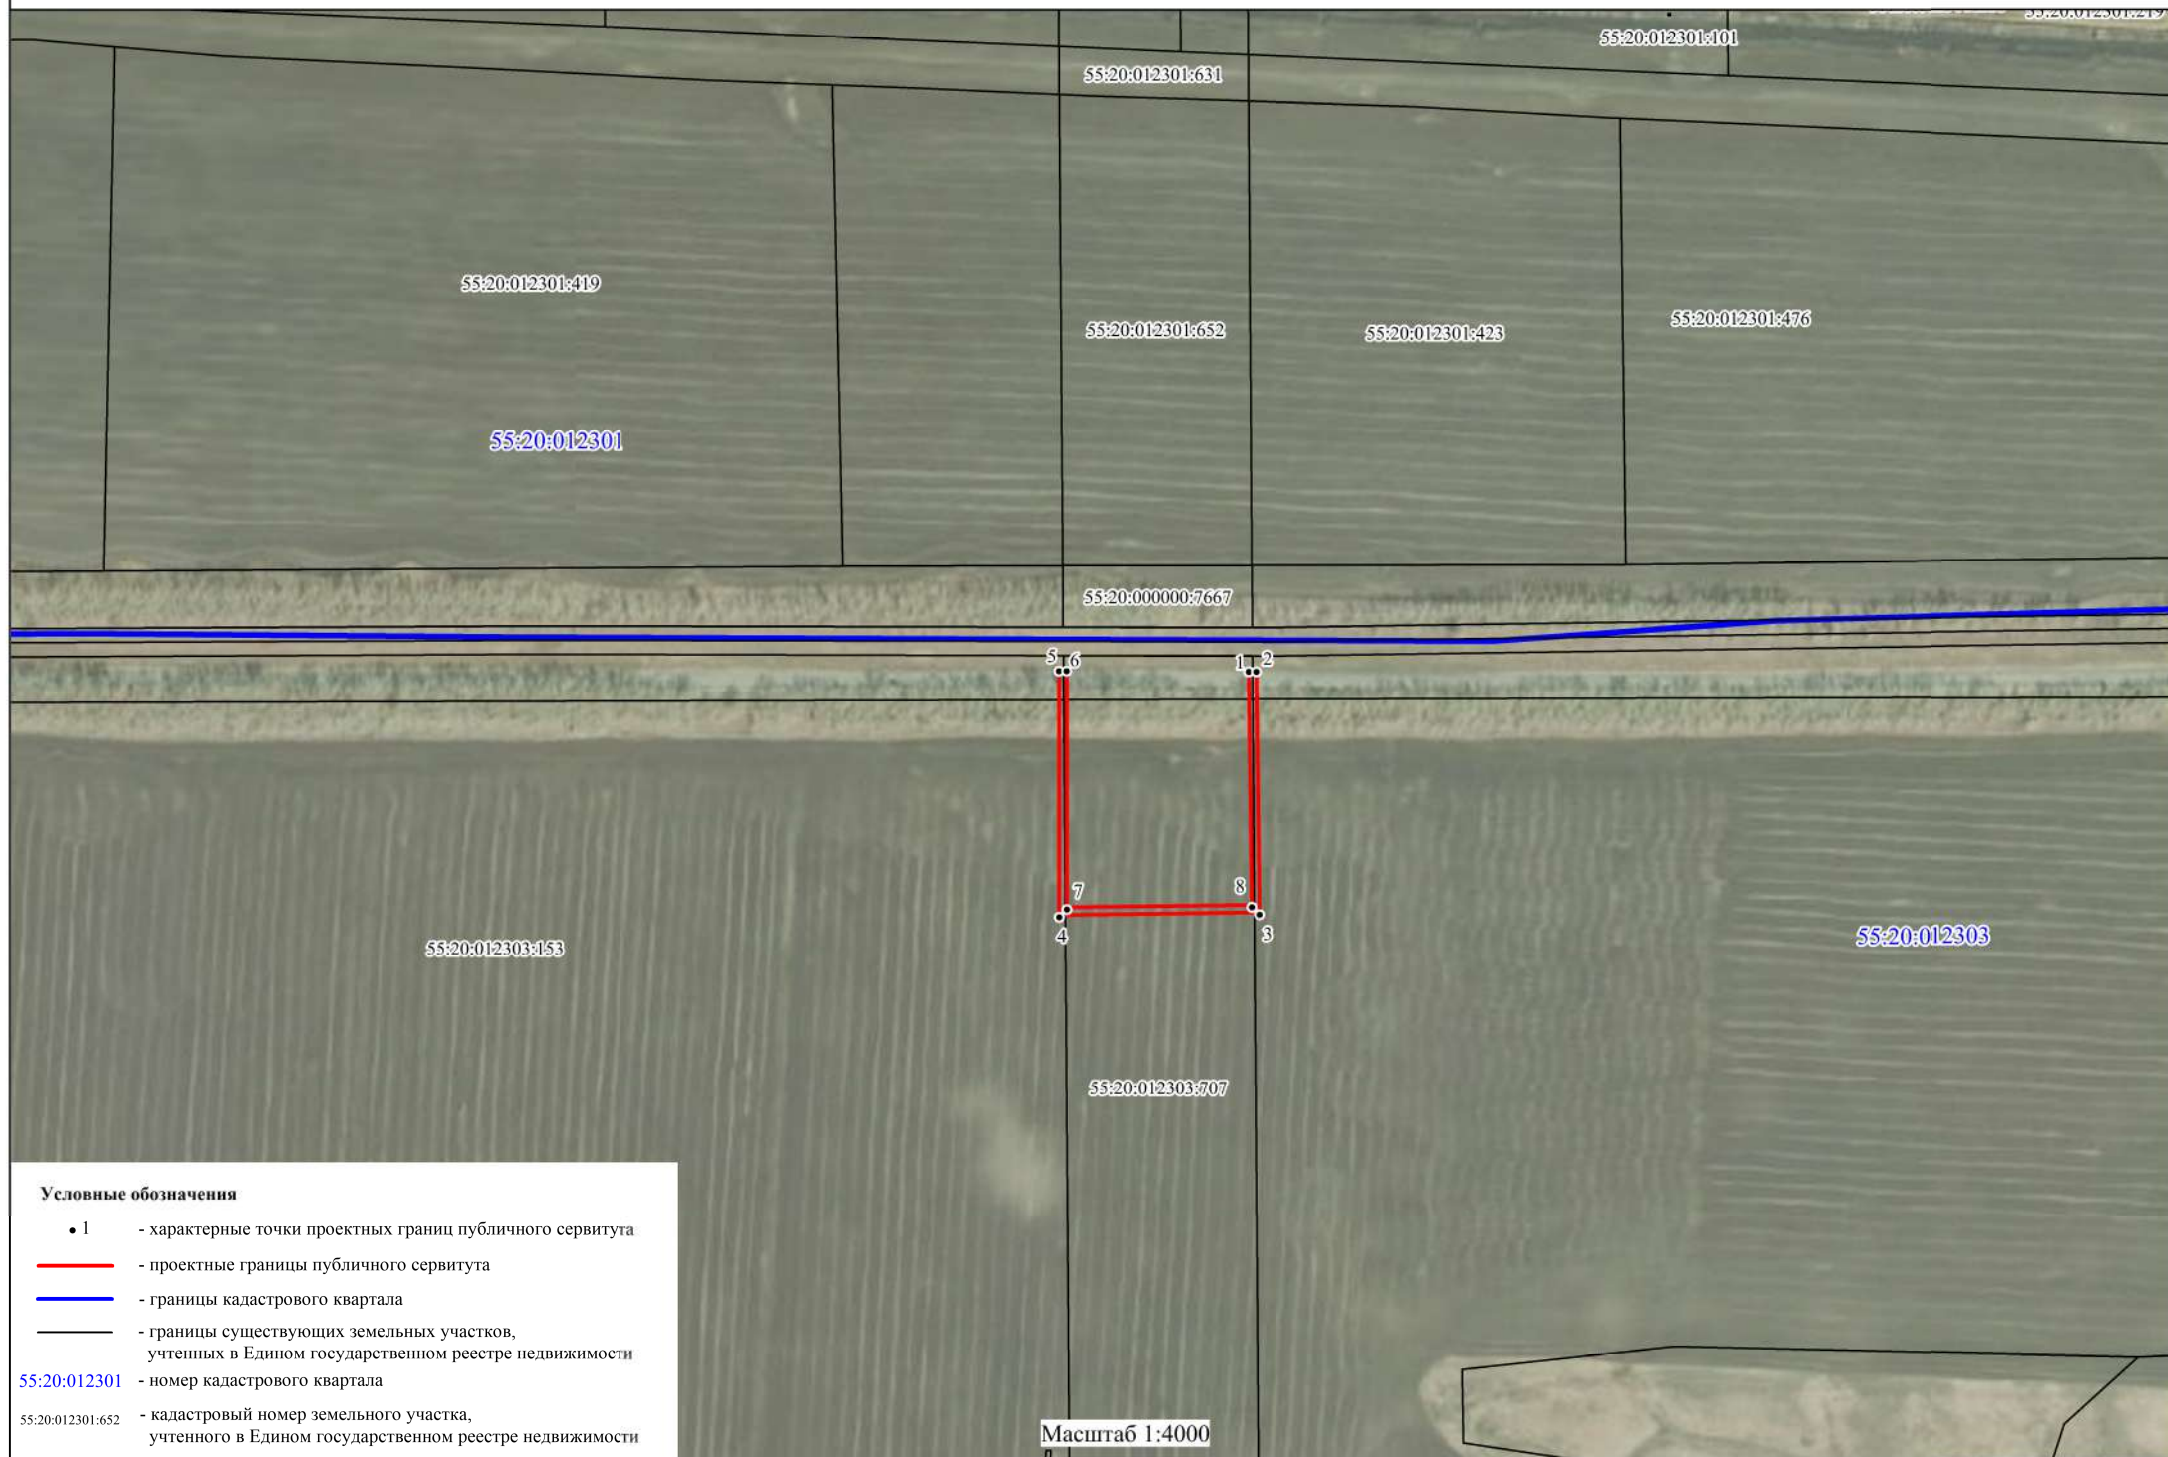 55:20:012301:219
55:20:012301:101
55:20:012301:631
55:20:012301:419
55:20:012301:652
55:20:012301:423
55:20:012301:476
55:20:012301
55:20:000000:7667
5 6 1 2
7 8
4 3
55:20:012303:153
55:20:012303
55:20:012303:707
Условные обозначения
• 1 - характерные точки проектных границ публичного сервитута
- проектные границы публичного сервитута
- границы кадастрового квартала
- границы существующих земельных участков,
учтенных в Едином государственном реестре недвижимости
55:20:012301 - номер кадастрового квартала
55:20:012301:652 - кадастровый номер земельного участка,
учтенного в Едином государственном реестре недвижимости
Масштаб 1:4000